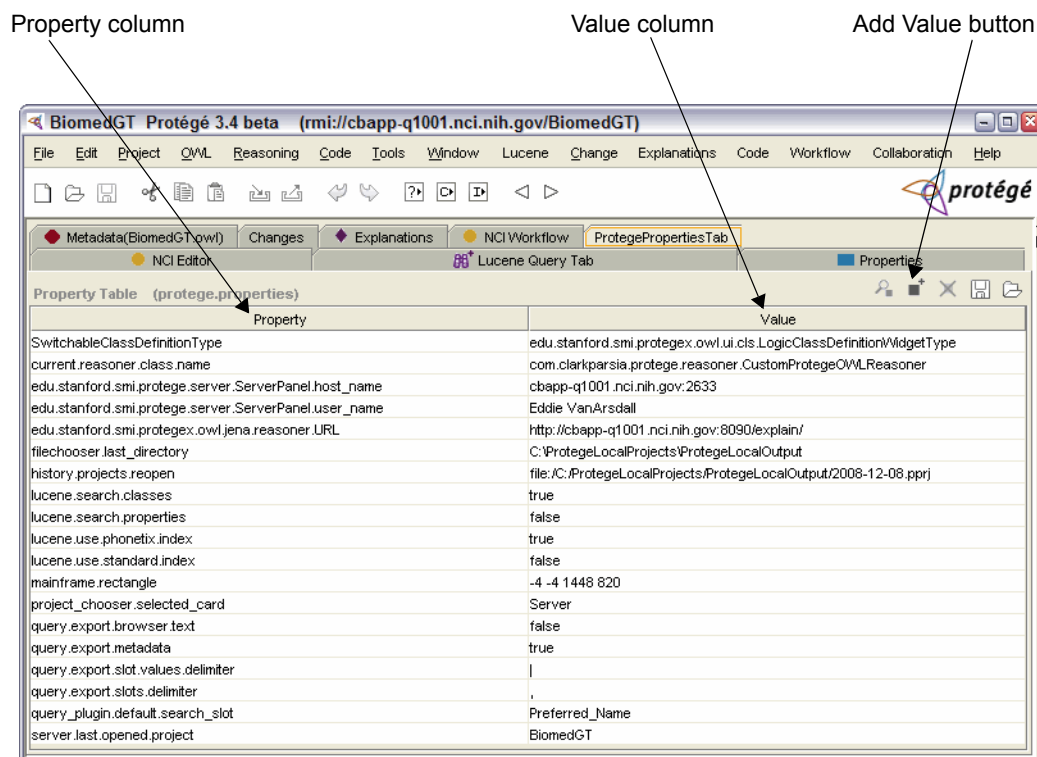 Property column Value column Add Value button
BiomedGT Protégé 3.4 beta (rmi://cbapp-q1001.nci.nih.gov/BiomedGT)
File Edit Project OWL Reasoning Code Tools Window Lucene Change Explanations Code Workflow Collaboration Help
protégé
Metadata(BiomedGT.owl) Changes Explanations NCI Workflow ProtegePropertiesTab
NCI Editor Lucene Query Tab Properties
Property Table (protege.properties)
Property Value
SwitchableClassDefinitionType edu.stanford.smi.protegex.owl.ui.cls.LogicClassDefinitionWidgetType
current.reasoner.class.name com.clarkparsia.protege.reasoner.CustomProtegeOWLReasoner
edu.stanford.smi.protege.server.ServerPanel.host_name cbapp-q1001.nci.nih.gov:2633
edu.stanford.smi.protege.server.ServerPanel.user_name Eddie VanArsdall
edu.stanford.smi.protegex.owl.jena.reasoner.URL http://cbapp-q1001.nci.nih.gov:8090/explain/
filechooser.last_directory C:\ProtegeLocalProjects\ProtegeLocalOutput
history.projects.reopen file:/C:/ProtegeLocalProjects/ProtegeLocalOutput/2008-12-08.pprj
lucene.search.classes true
lucene.search.properties false
lucene.use.phonetix.index true
lucene.use.standard.index false
mainframe.rectangle -4 -4 1448 820
project_chooser.selected_card Server
query.export.browser.text false
query.export.metadata true
query.export.slot.values.delimiter |
query.export.slots.delimiter ,
query_plugin.default.search_slot Preferred_Name
server.last.opened.project BiomedGT